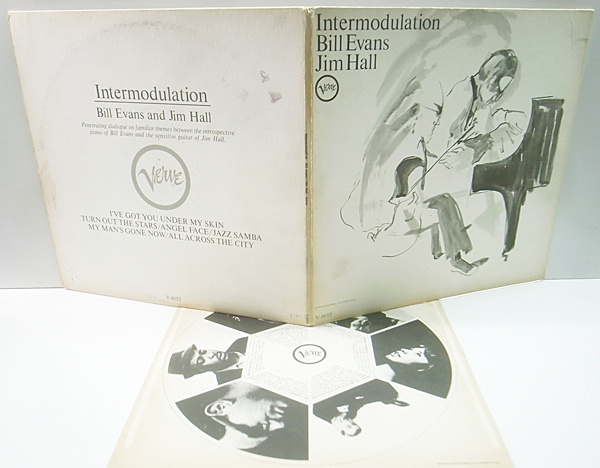 Intermodulation
Bill Evans and Jim Hall
Penetrating dialogue on familiar themes between the introspective
piano of Bill Evans and the sensitive guitar of Jim Hall.
Verve
I'VE GOT YOU UNDER MY SKIN
TURN OUT THE STARS/ANGEL FACE/JAZZ SAMBA
MY MAN'S GONE NOW/ALL ACROSS THE CITY
V-8655
Intermodulation
Bill Evans
Jim Hall
Verve
V-8655
Verve